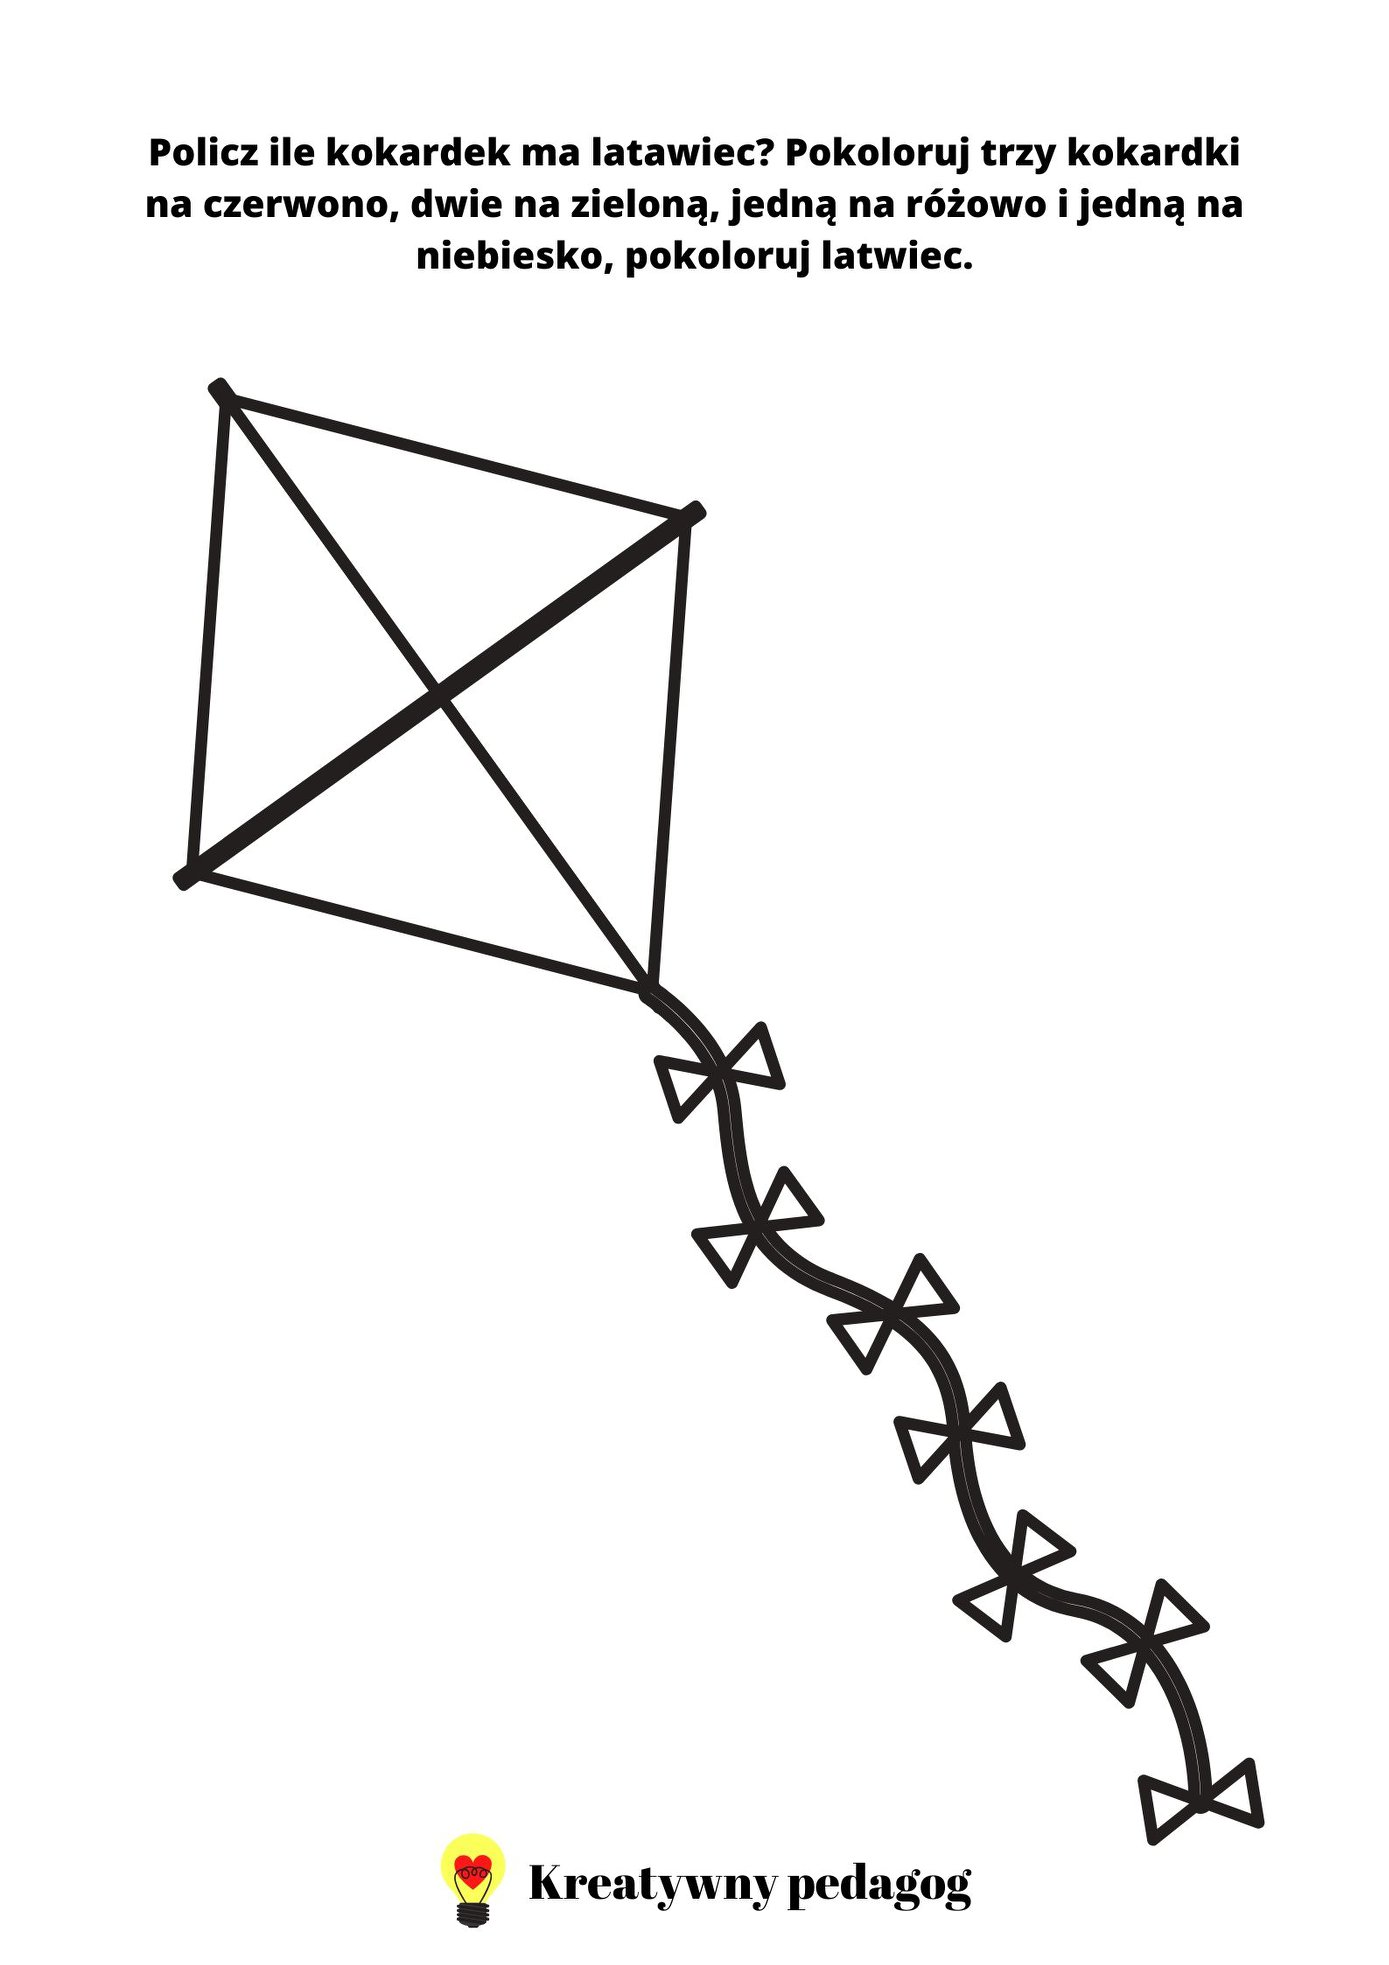 Policz ile kokardek ma latawiec? Pokoloruj trzy kokardki
na czerwono, dwie na zieloną, jedną na różowo i jedną na
niebiesko, pokoloruj latwiec.
Kreatywny pedagog